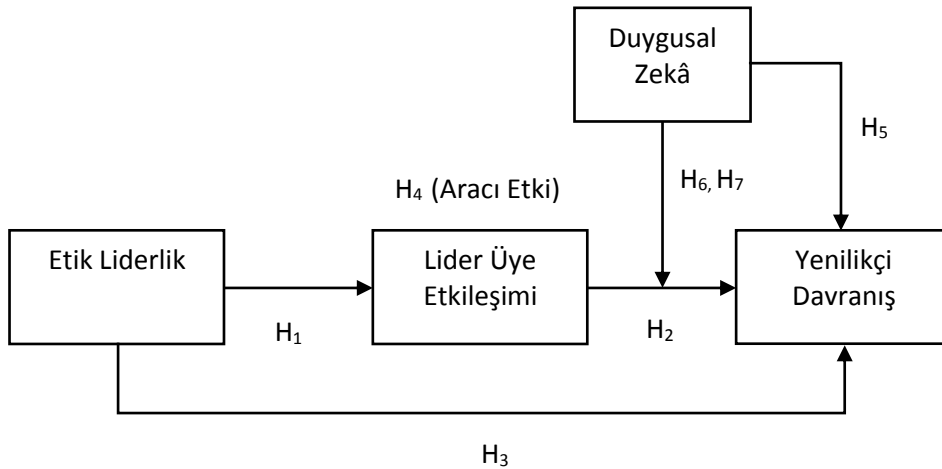 Duygusal
Zekâ
H₅
H₆, H₇
H₄ (Aracı Etki)
Etik Liderlik
Lider Üye
Etkileşimi
Yenilikçi
Davranış
H₁
H₂
H₃